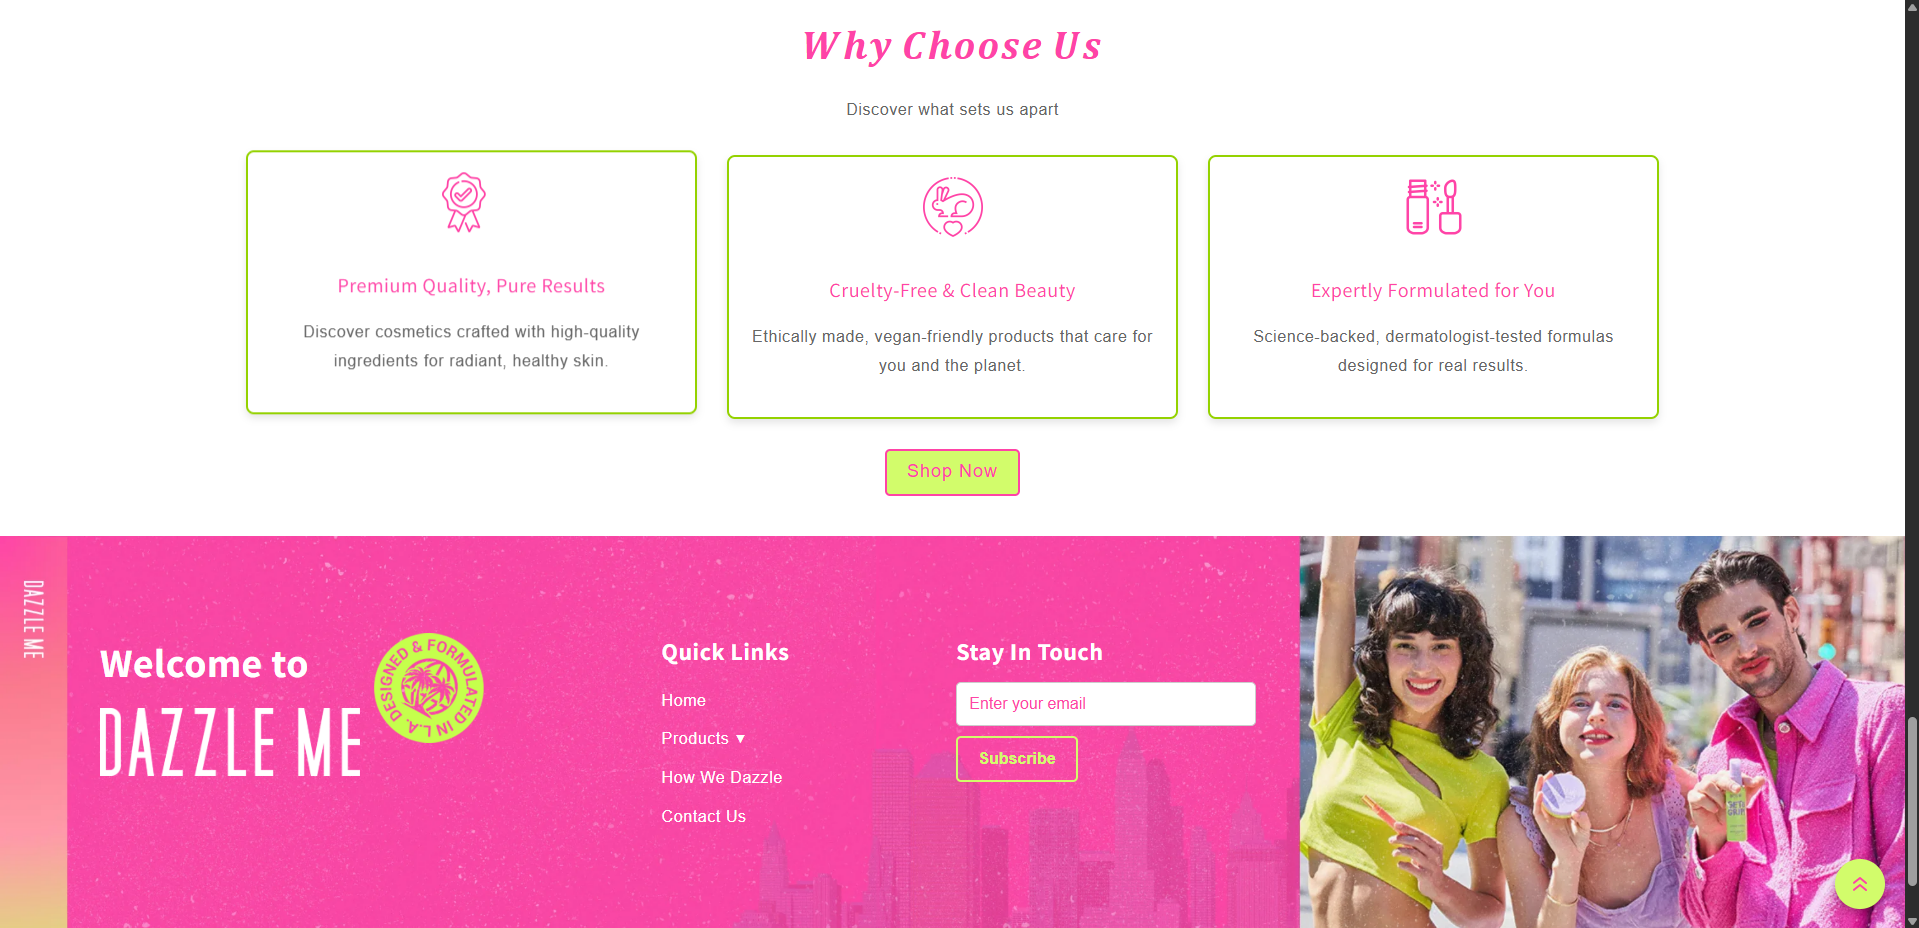 Why Choose Us
Discover what sets us apart
Premium Quality, Pure Results
Discover cosmetics crafted with high-quality
ingredients for radiant, healthy skin.
Cruelty-Free & Clean Beauty
Ethically made, vegan-friendly products that care for
you and the planet.
Expertly Formulated for You
Science-backed, dermatologist-tested formulas
designed for real results.
Shop Now
DAZZLE ME
Welcome to
DAZZLE ME
DESIGNED & FORMULATED IN L.A.
Quick Links
Home
Products ▼
How We Dazzle
Contact Us
Stay In Touch
Enter your email
Subscribe